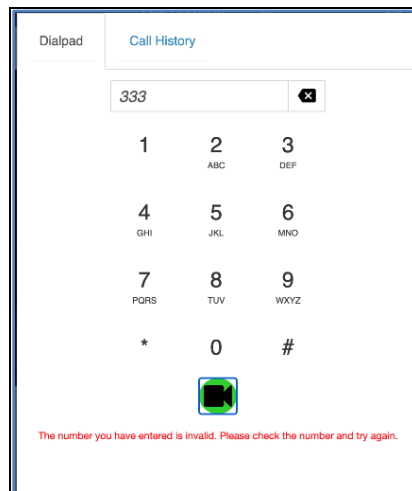 Dialpad Call History
333
1 2 3
ABC DEF
4 5 6
GHI JKL MNO
7 8 9
PQRS TUV WXYZ
* 0 #
The number you have entered is invalid. Please check the number and try again.